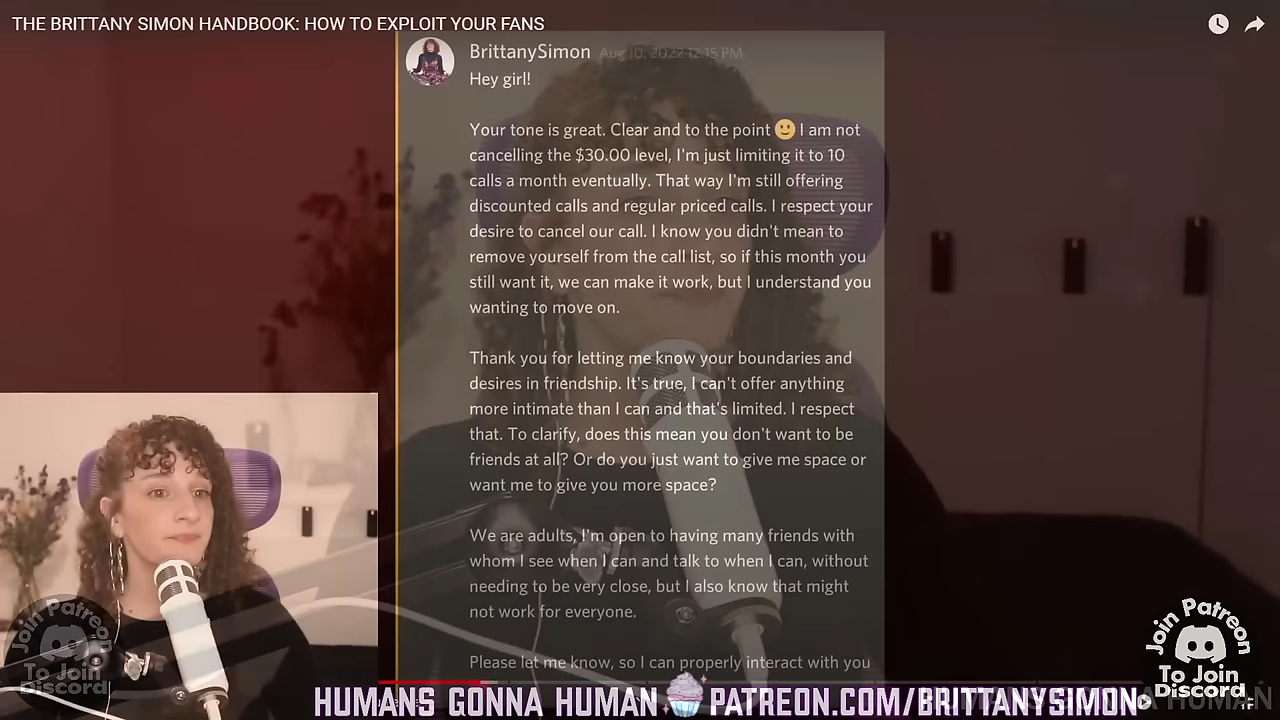 THE BRITTANY SIMON HANDBOOK: HOW TO EXPLOIT YOUR FANS
BrittanySimon Aug 10, 2022 12:15 PM
Hey girl!
Your tone is great. Clear and to the point 🙂 I am not
cancelling the $30.00 level, I'm just limiting it to 10
calls a month eventually. That way I'm still offering
discounted calls and regular priced calls. I respect your
desire to cancel our call. I know you didn't mean to
remove yourself from the call list, so if this month you
still want it, we can make it work, but I understand you
wanting to move on.
Thank you for letting me know your boundaries and
desires in friendship. It's true, I can't offer anything
more intimate than I can and that's limited. I respect
that. To clarify, does this mean you don't want to be
friends at all? Or do you just want to give me space or
want me to give you more space?
We are adults, I'm open to having many friends with
whom I see when I can and talk to when I can, without
needing to be very close, but I also know that might
not work for everyone.
Please let me know, so I can properly interact with you
Join Patreon
To Join
Discord
Join Patreon
To Join
Discord
HUMANS GONNA HUMAN PATREON.COM/BRITTANYSIMON